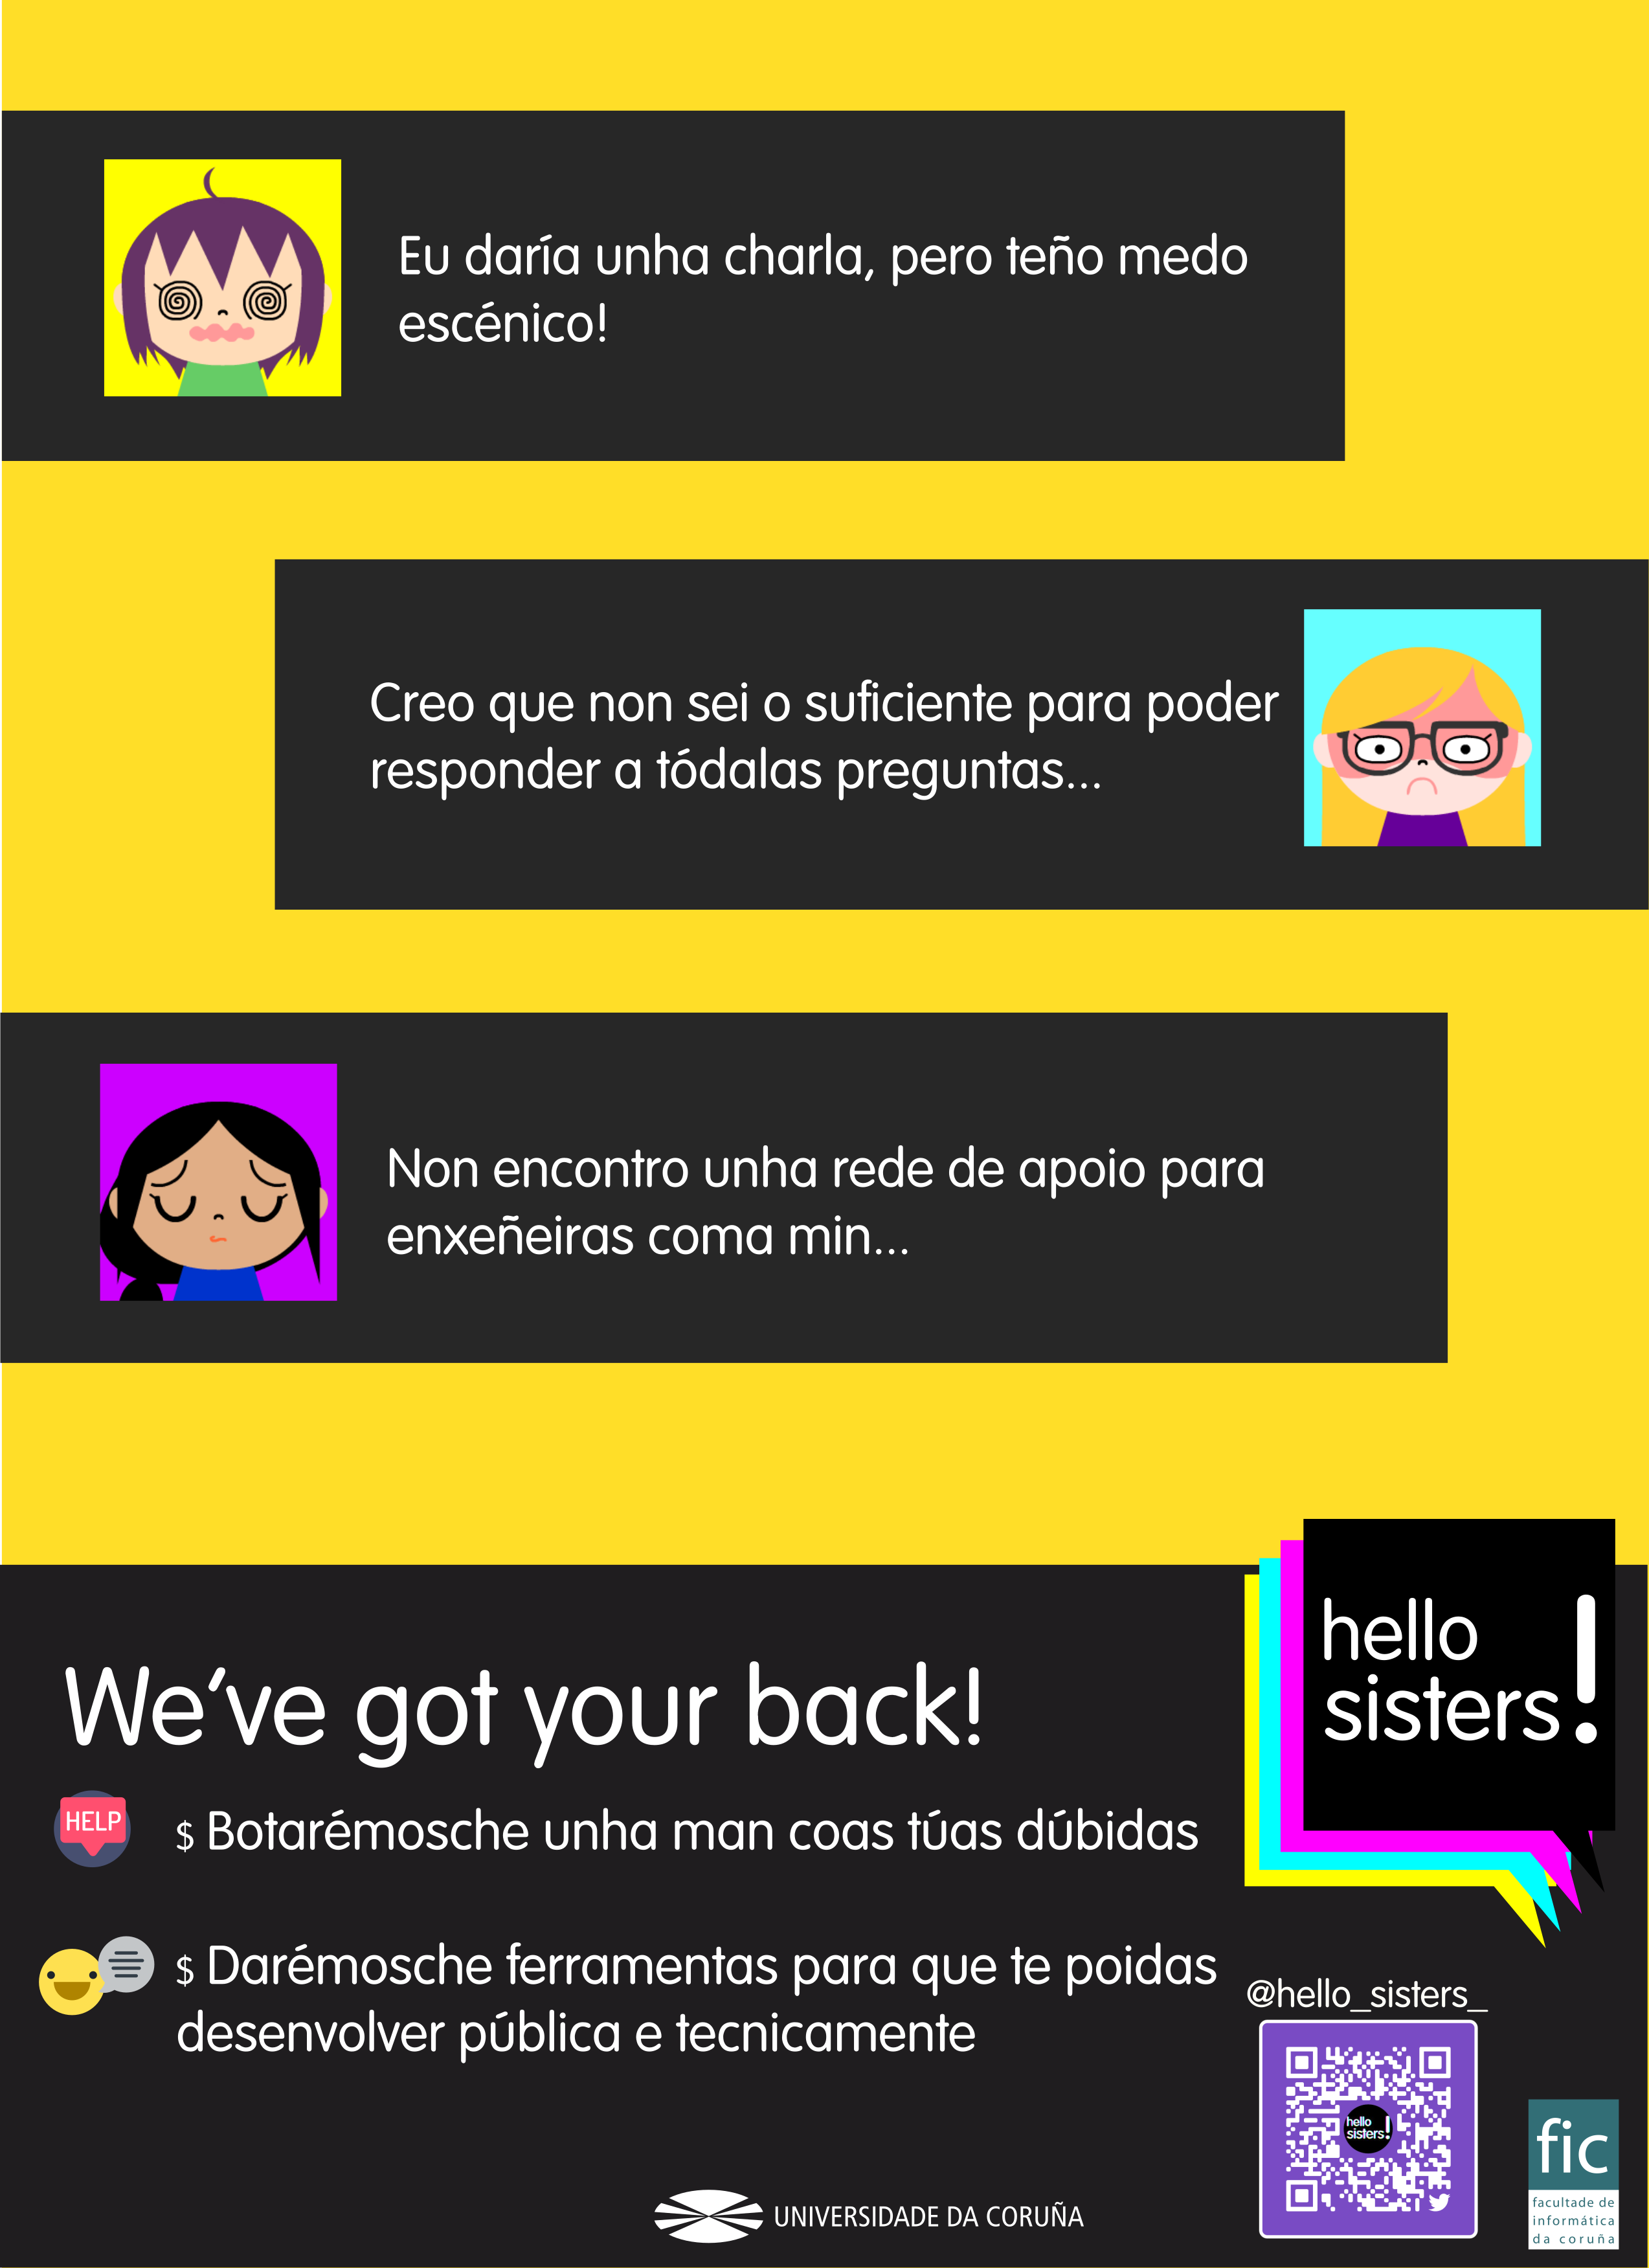 Eu daría unha charla, pero teño medo
escénico!
Creo que non sei o suficiente para poder
responder a tódalas preguntas...
Non encontro unha rede de apoio para
enxeñeiras coma min...
hello
sisters!
We´ve got your back!
HELP
$ Botarémosche unha man coas túas dúbidas
$ Darémosche ferramentas para que te poidas
desenvolver pública e tecnicamente
@hello_sisters_
hello
sisters!
UNIVERSIDADE DA CORUÑA
fic
facultade de
informática
da coruña